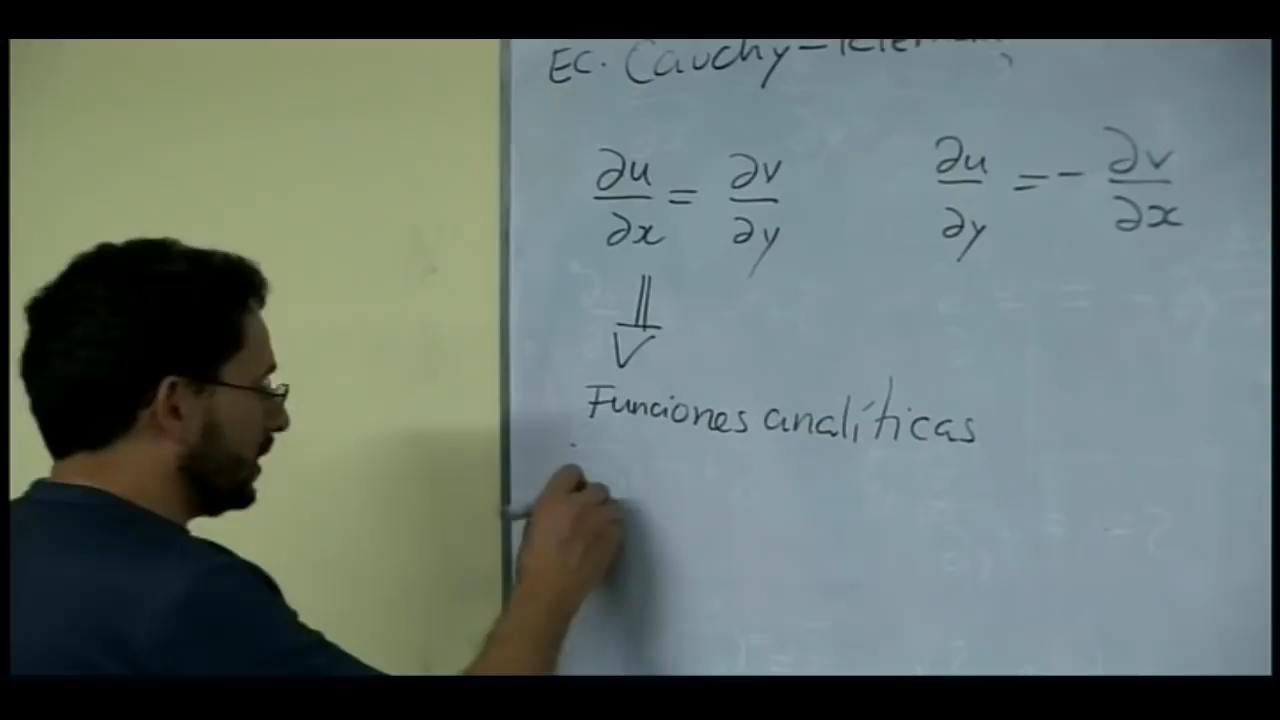 EC. Cauchy-
∂u/∂x = ∂v/∂y ∂u/∂y = - ∂v/∂x
⇓
Funciones analíticas